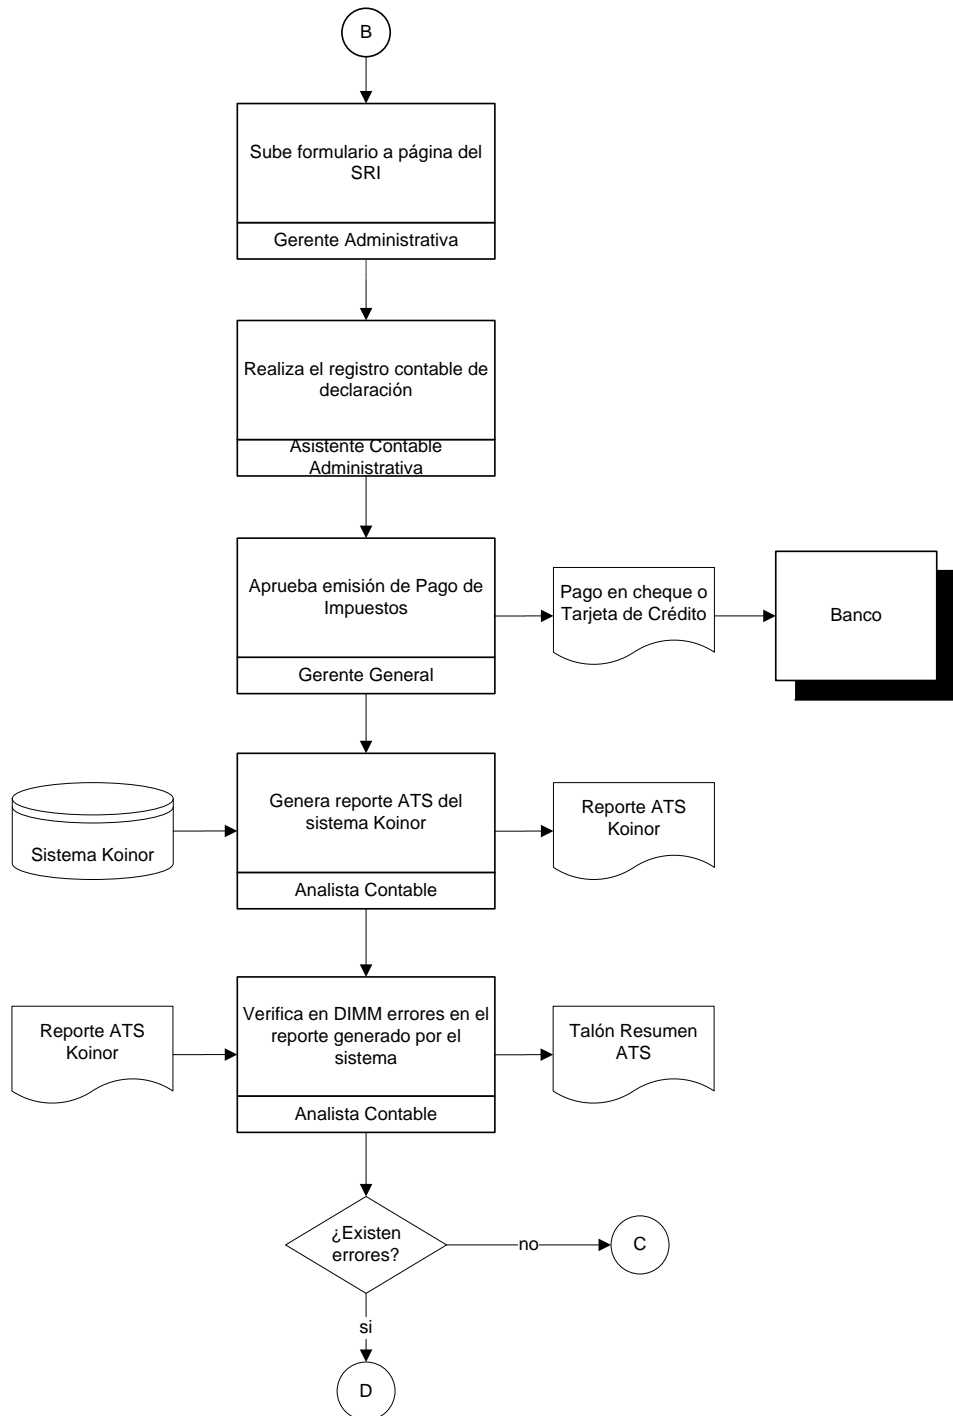 B
Sube formulario a página del
SRI
Gerente Administrativa
Realiza el registro contable de
declaración
Asistente Contable
Administrativa
Aprueba emisión de Pago de
Impuestos
Gerente General
Pago en cheque o
Tarjeta de Crédito
Banco
Sistema Koinor
Genera reporte ATS del
sistema Koinor
Analista Contable
Reporte ATS
Koinor
Reporte ATS
Koinor
Verifica en DIMM errores en el
reporte generado por el
sistema
Analista Contable
Talón Resumen
ATS
¿Existen
errores?
no
C
si
D